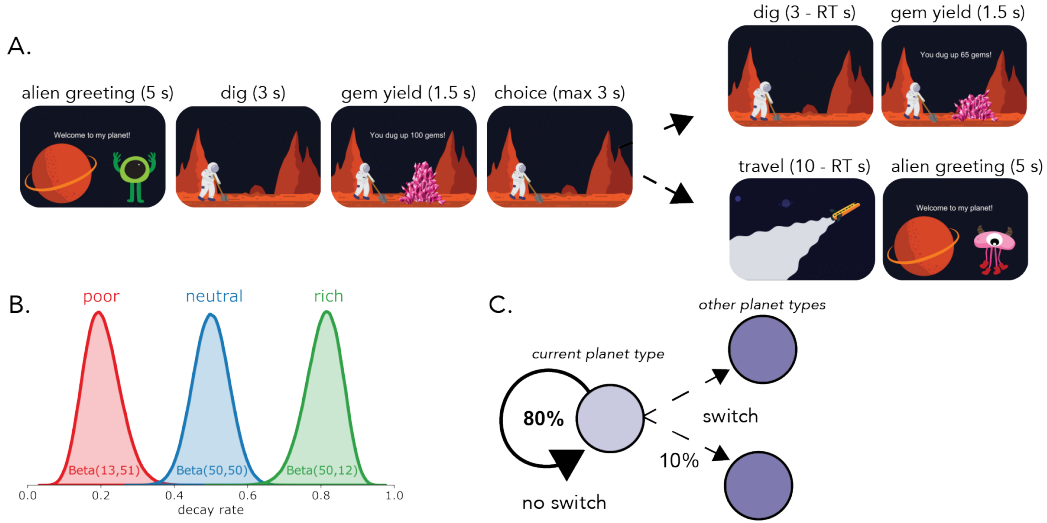 A.
alien greeting (5 s)
Welcome to my planet!
dig (3 s)
gem yield (1.5 s)
You dug up 100 gems!
choice (max 3 s)
dig (3 - RT s)
gem yield (1.5 s)
You dug up 65 gems!
travel (10 - RT s)
alien greeting (5 s)
Welcome to my planet!
B.
poor
neutral
rich
Beta(13,51)
Beta(50,50)
Beta(50,12)
0.0
0.2
0.4
0.6
0.8
1.0
decay rate
C.
other planet types
current planet type
80%
switch
10%
no switch